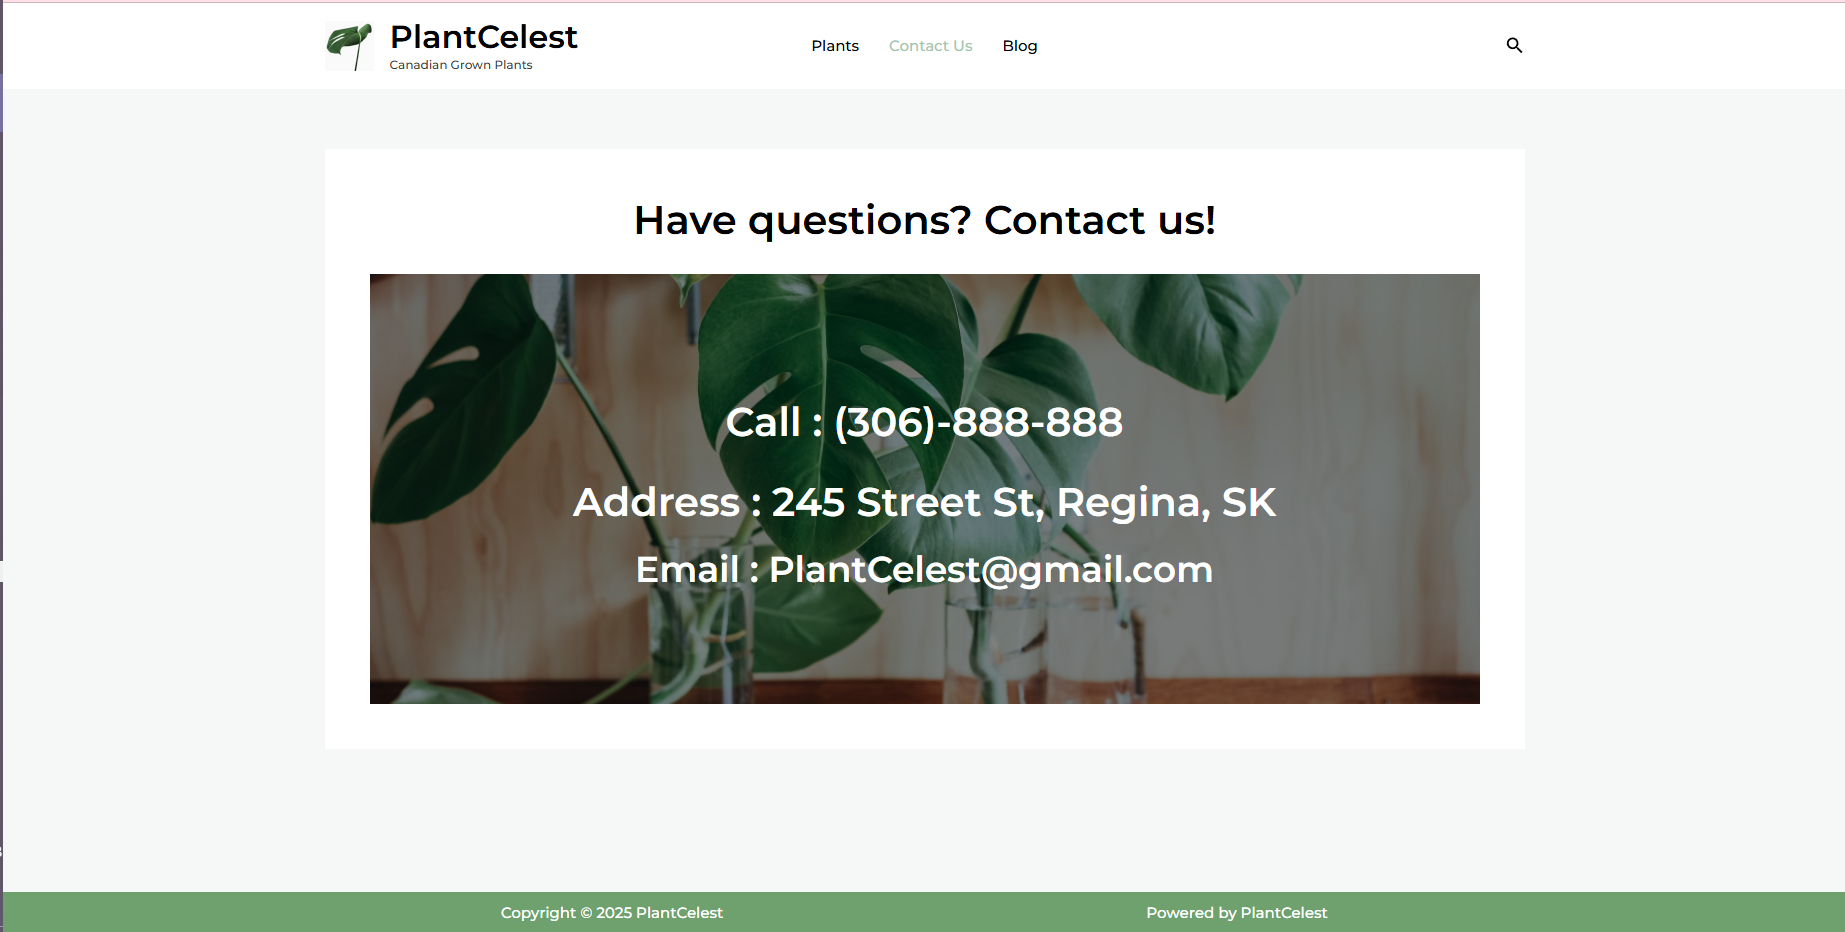 PlantCelest
Canadian Grown Plants
Plants
Contact Us
Blog
Have questions? Contact us!
Call : (306)-888-888
Address : 245 Street St, Regina, SK
Email : PlantCelest@gmail.com
Copyright © 2025 PlantCelest
Powered by PlantCelest